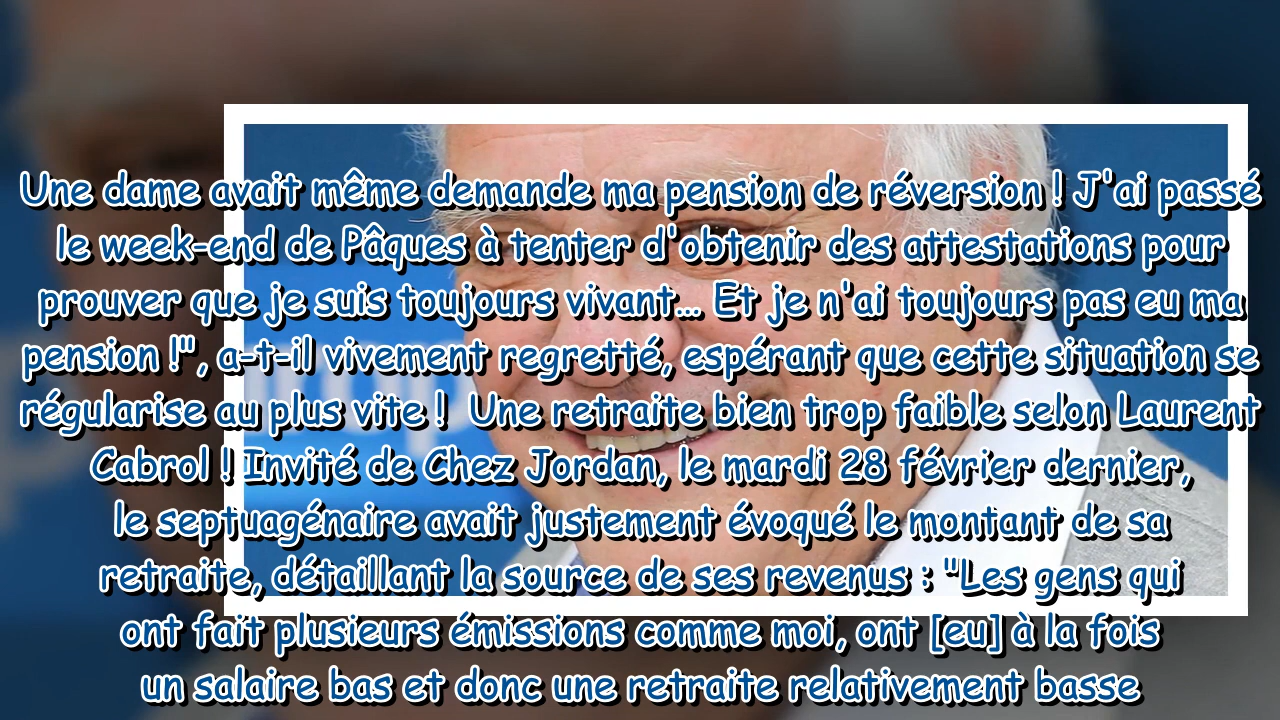 Une dame avait même demande ma pension de réversion ! J'ai passé
le week-end de Pâques à tenter d'obtenir des attestations pour
prouver que je suis toujours vivant... Et je n'ai toujours pas eu ma
pension !", a-t-il vivement regretté, espérant que cette situation se
régularise au plus vite !  Une retraite bien trop faible selon Laurent
Cabrol ! Invité de Chez Jordan, le mardi 28 février dernier,
le septuagénaire avait justement évoqué le montant de sa
retraite, détaillant la source de ses revenus : "Les gens qui
ont fait plusieurs émissions comme moi, ont [eu] à la fois
un salaire bas et donc une retraite relativement basse